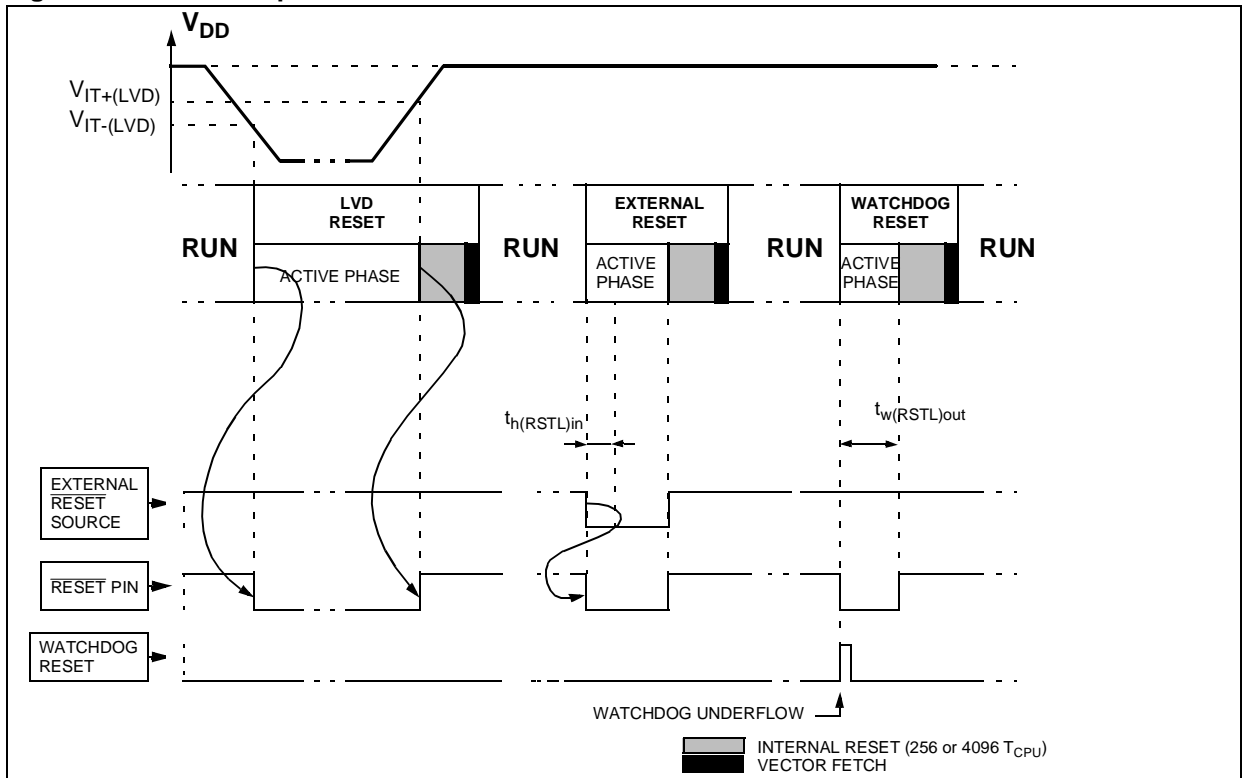 VDD
VIT+(LVD)
VIT-(LVD)
LVD
RESET
EXTERNAL
RESET
WATCHDOG
RESET
RUN
RUN
RUN
RUN
ACTIVE PHASE
ACTIVE
PHASE
ACTIVE
PHASE
th(RSTL)in
tw(RSTL)out
EXTERNAL
RESET
SOURCE
RESET PIN
WATCHDOG
RESET
WATCHDOG UNDERFLOW
INTERNAL RESET (256 or 4096 TCPU)
VECTOR FETCH